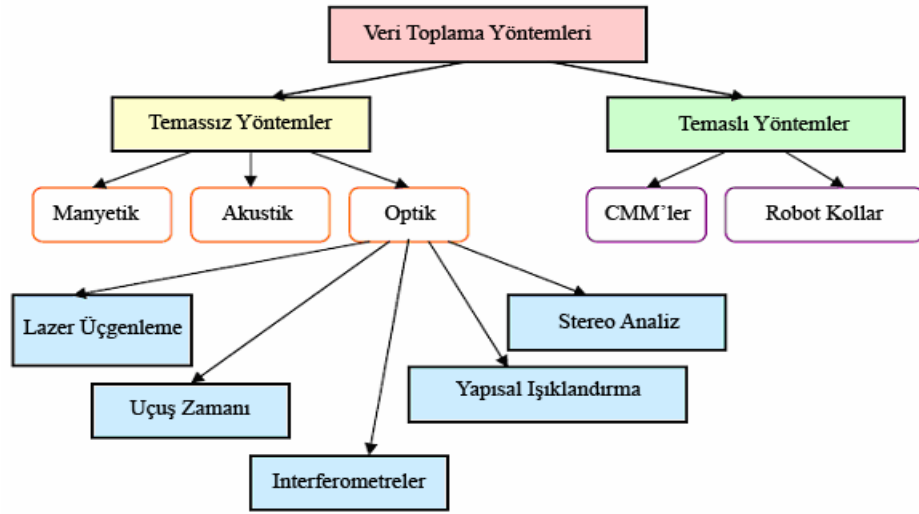 Veri Toplama Yöntemleri
Temassız Yöntemler
Temaslı Yöntemler
Manyetik
Akustik
Optik
CMM’ler
Robot Kollar
Lazer Üçgenleme
Stereo Analiz
Uçuş Zamanı
Yapısal Işıklandırma
Interferometreler